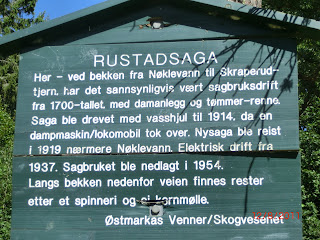 RUSTADSAGA
Her - ved bekken fra Nøklevann til Skraperud-
tjern, har det sannsynligvis vært sagbruksdrift
fra 1700-tallet, med damanlegg og tømmer-renne.
Saga ble drevet med vasshjul til 1914, da en
dampmaskin/lokomobil tok over. Nysaga ble reist
i 1919 nærmere Nøklevann. Elektrisk drift fra
1937. Sagbruket ble nedlagt i 1954.
Langs bekken nedenfor veien finnes rester
etter et spinneri og ei kornmølle.
Østmarkas Venner/Skogvesenet